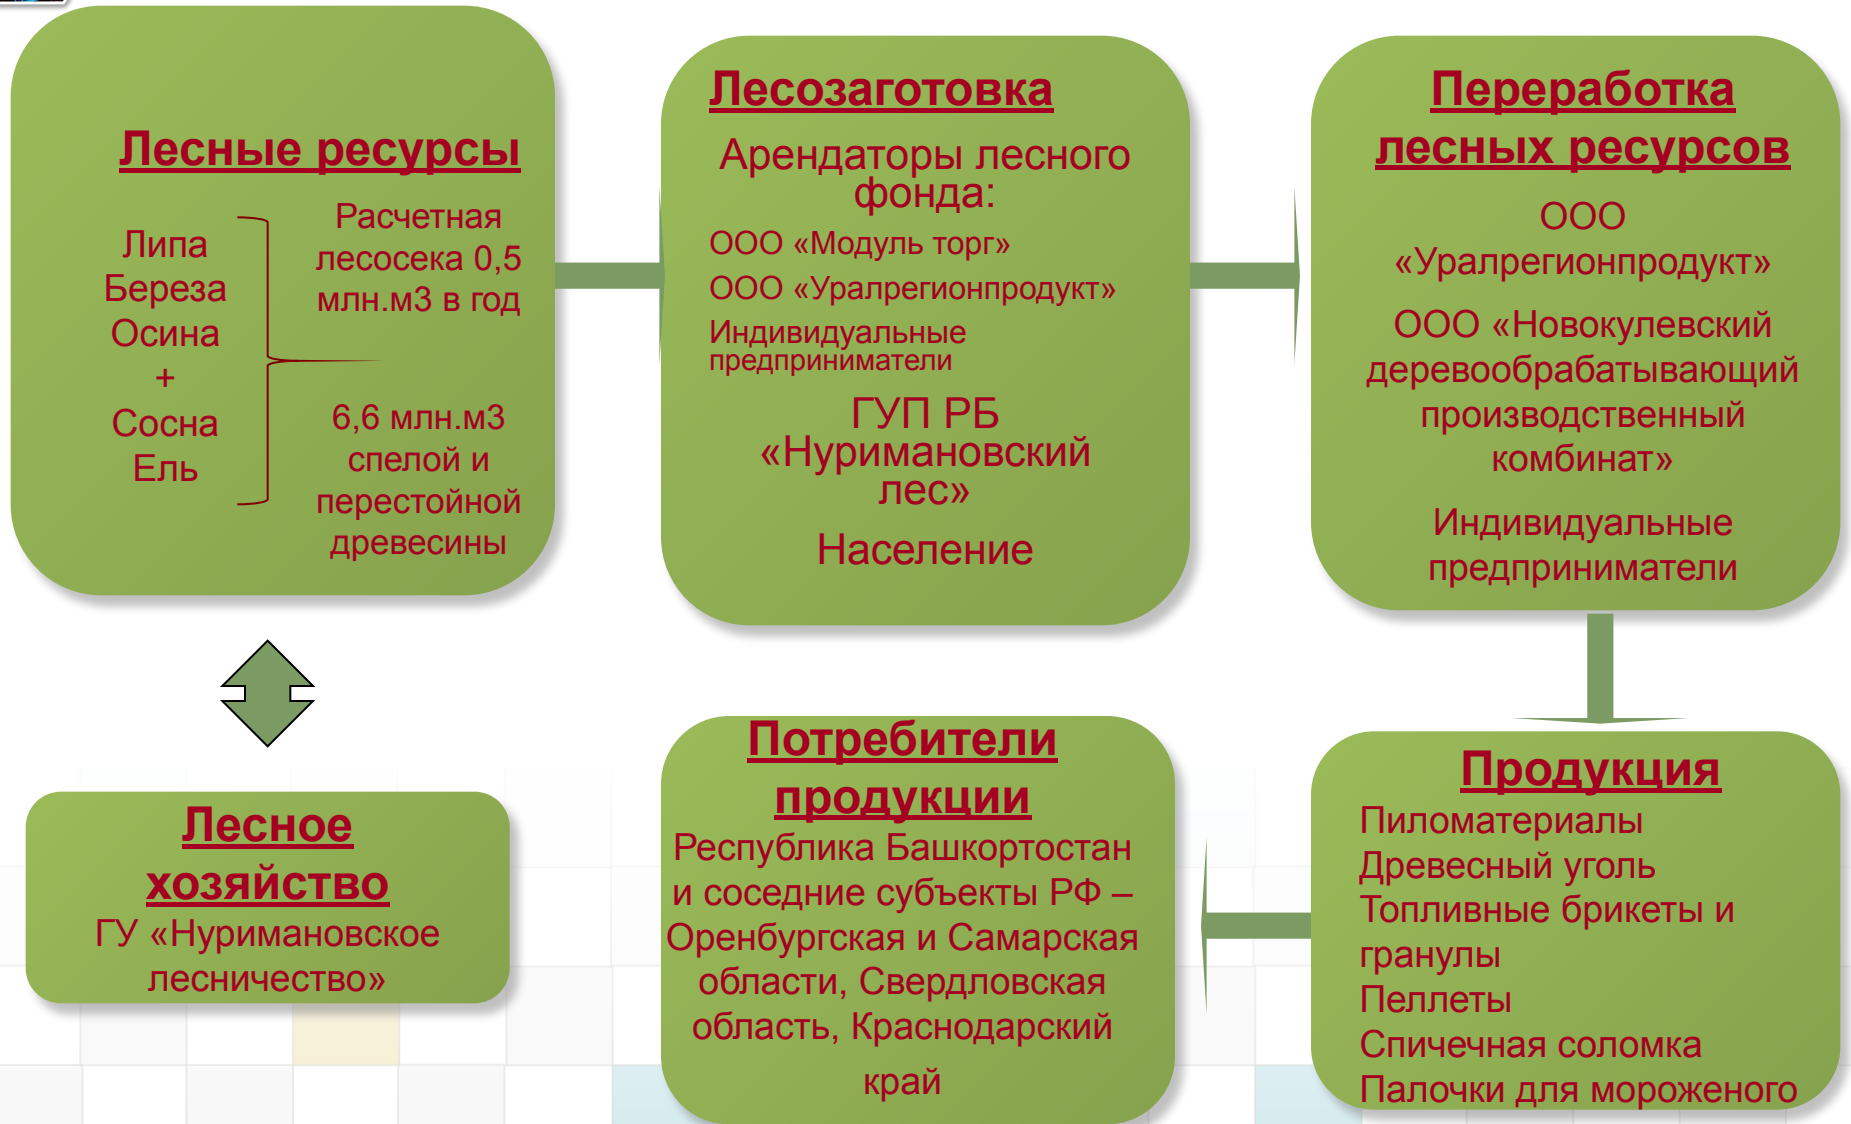 Лесные ресурсы
Липа
Береза
Осина
+
Сосна
Ель
Расчетная
лесосека 0,5
млн.м3 в год
6,6 млн.м3
спелой и
перестойной
древесины
Лесозаготовка
Арендаторы лесного
фонда:
ООО «Модуль торг»
ООО «Уралрегионпродукт»
Индивидуальные
предприниматели
ГУП РБ
«Нуримановский
лес»
Население
Переработка
лесных ресурсов
ООО
«Уралрегионпродукт»
ООО «Новокулевский
деревообрабатывающий
производственный
комбинат»
Индивидуальные
предприниматели
Лесное
хозяйство
ГУ «Нуримановское
лесничество»
Потребители
продукции
Республика Башкортостан
и соседние субъекты РФ –
Оренбургская и Самарская
области, Свердловская
область, Краснодарский
край
Продукция
Пиломатериалы
Древесный уголь
Топливные брикеты и
гранулы
Пеллеты
Спичечная соломка
Палочки для мороженого